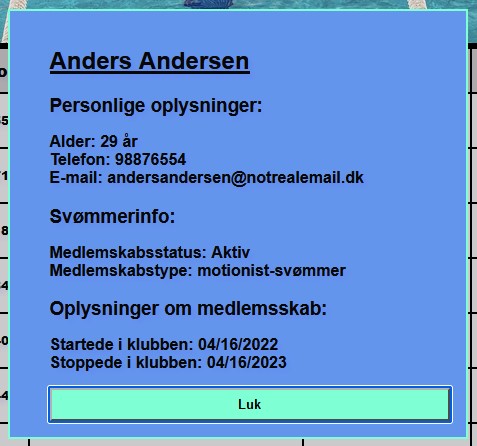 Anders Andersen
Personlige oplysninger:
Alder: 29 år
Telefon: 98876554
E-mail: andersandersen@notrealemail.dk
Svømmerinfo:
Medlemskabsstatus: Aktiv
Medlemskabstype: motionist-svømmer
Oplysninger om medlemsskab:
Startede i klubben: 04/16/2022
Stoppede i klubben: 04/16/2023
Luk